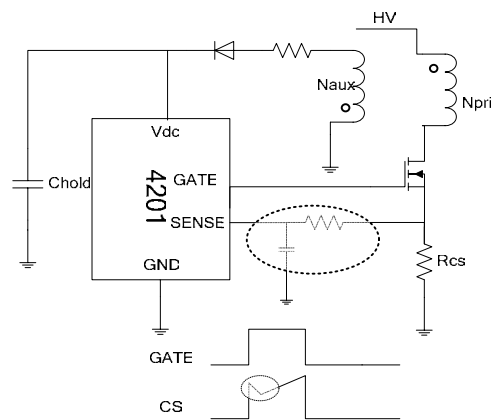 HV
Naux
Npri
Vdc
Chold
4201
GATE
SENSE
GND
Rcs
GATE
CS